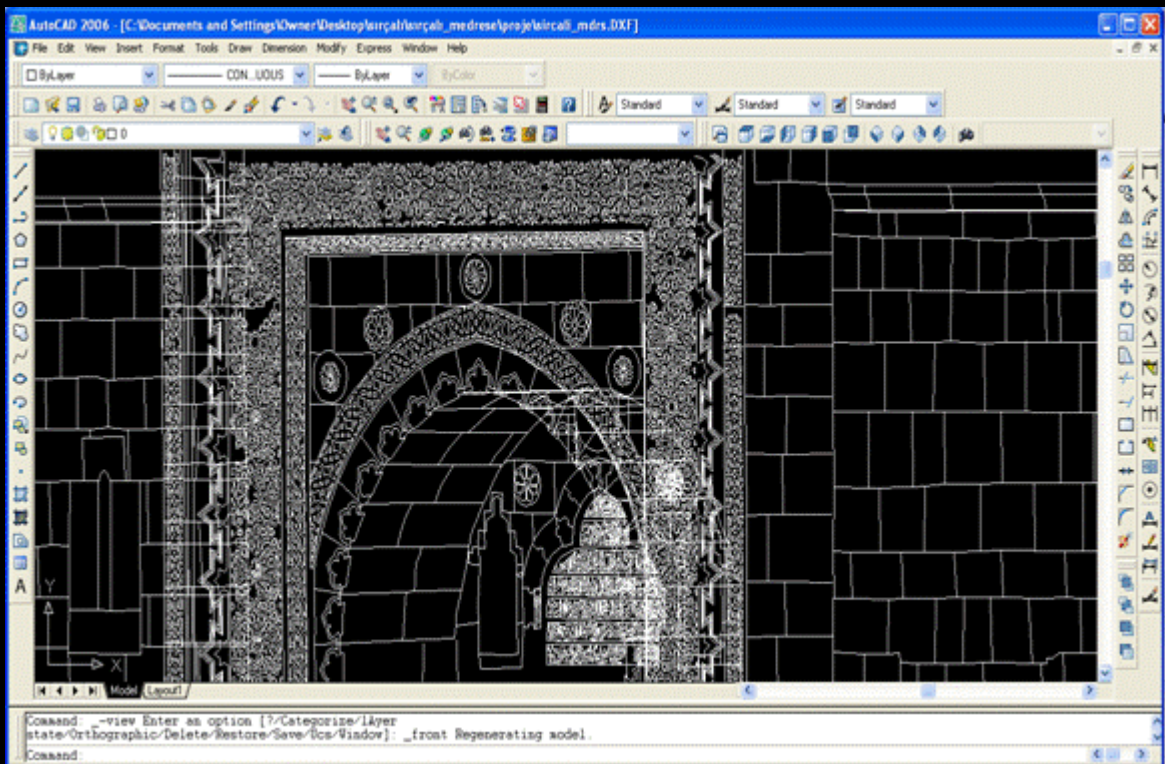 AutoCAD 2006 - [C:\Documents and Settings\Owner\Desktop\sırçalı\sırçalı_medrese\proje\sircali_mdrs.DXF]
File Edit View Insert Format Tools Draw Dimension Modify Express Window Help
ByLayer CON...UOUS ByLayer ByColor
Standard Standard Standard
0
A
Y
X
Model Layout1
Command: _-view Enter an option [?/Categorize/lAyer
state/Orthographic/Delete/Restore/Save/Ucs/Window]: _front Regenerating model.
Command: